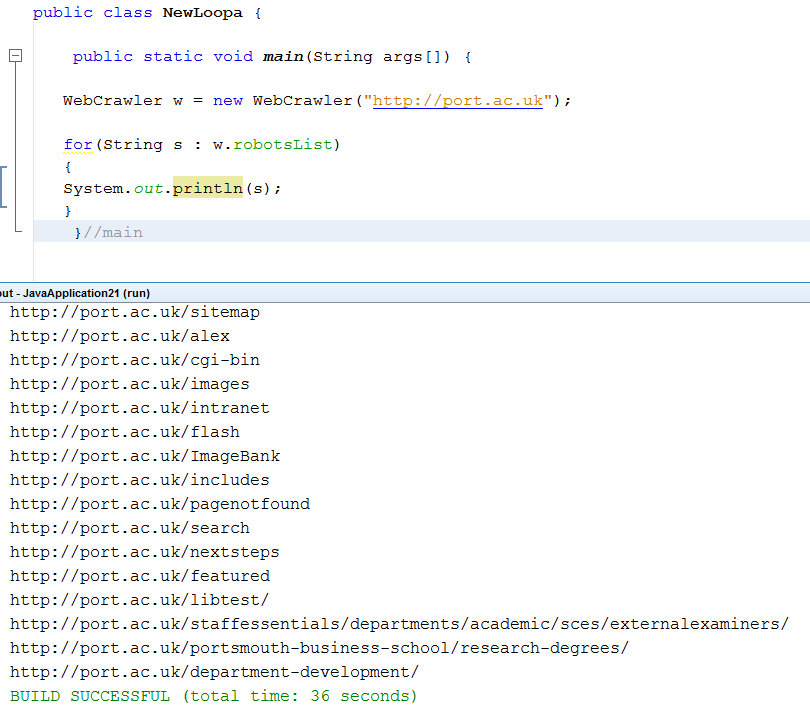 public class NewLoopa {
public static void main(String args[]) {
WebCrawler w = new WebCrawler("http://port.ac.uk");
for(String s : w.robotsList)
{
System.out.println(s);
}
}//main
out - JavaApplication21 (run)
http://port.ac.uk/sitemap
http://port.ac.uk/alex
http://port.ac.uk/cgi-bin
http://port.ac.uk/images
http://port.ac.uk/intranet
http://port.ac.uk/flash
http://port.ac.uk/ImageBank
http://port.ac.uk/includes
http://port.ac.uk/pagenotfound
http://port.ac.uk/search
http://port.ac.uk/nextsteps
http://port.ac.uk/featured
http://port.ac.uk/libtest/
http://port.ac.uk/staffessentials/departments/academic/sces/externalexaminers/
http://port.ac.uk/portsmouth-business-school/research-degrees/
http://port.ac.uk/department-development/
BUILD SUCCESSFUL (total time: 36 seconds)